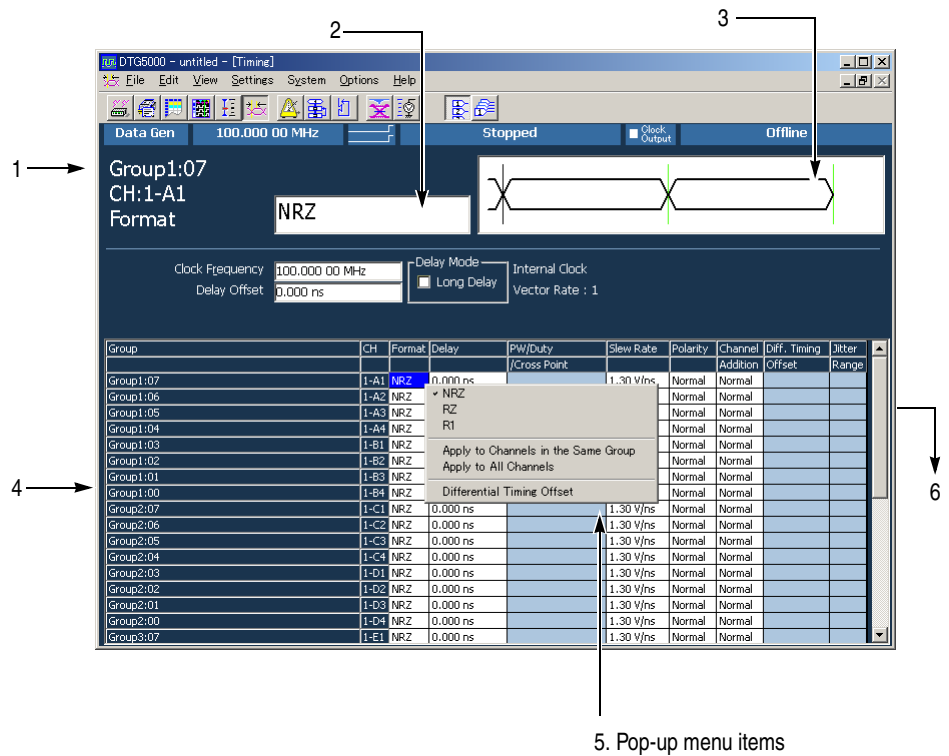 2
3
DTG5000 - untitled - [Timing]
File Edit View Settings System Options Help
Data Gen 100.000 00 MHz Stopped Clock Output Offline
1
Group1:07
CH:1-A1
Format NRZ
Clock Frequency 100.000 00 MHz Delay Mode Internal Clock
Delay Offset 0.000 ns Long Delay Vector Rate : 1
Group CH Format Delay PW/Duty Slew Rate Polarity Channel Diff. Timing Jitter
/Cross Point Addition Offset Range
Group1:07 1-A1 NRZ 0.000 ns 1.30 V/ns Normal Normal
Group1:06 1-A2 NRZ Normal Normal
Group1:05 1-A3 NRZ Normal Normal
Group1:04 1-A4 NRZ Normal Normal
Group1:03 1-B1 NRZ Normal Normal
Group1:02 1-B2 NRZ Normal Normal
Group1:01 1-B3 NRZ Normal Normal
Group1:00 1-B4 NRZ Normal Normal
Group2:07 1-C1 NRZ 0.000 ns 1.30 V/ns Normal Normal
Group2:06 1-C2 NRZ 0.000 ns 1.30 V/ns Normal Normal
Group2:05 1-C3 NRZ 0.000 ns 1.30 V/ns Normal Normal
Group2:04 1-C4 NRZ 0.000 ns 1.30 V/ns Normal Normal
Group2:03 1-D1 NRZ 0.000 ns 1.30 V/ns Normal Normal
Group2:02 1-D2 NRZ 0.000 ns 1.30 V/ns Normal Normal
Group2:01 1-D3 NRZ 0.000 ns 1.30 V/ns Normal Normal
Group2:00 1-D4 NRZ 0.000 ns 1.30 V/ns Normal Normal
Group3:07 1-E1 NRZ 0.000 ns 1.30 V/ns Normal Normal
NRZ
RZ
R1
Apply to Channels in the Same Group
Apply to All Channels
Differential Timing Offset
4
6
5. Pop-up menu items